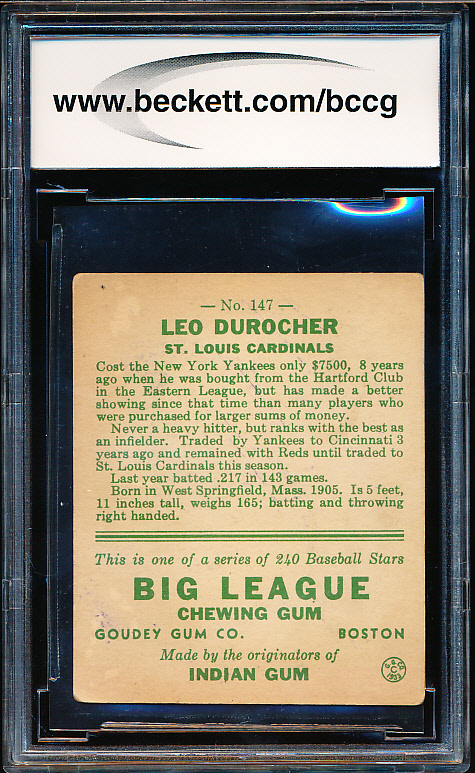 www.beckett.com/bccg
— No. 147 —
LEO DUROCHER
ST. LOUIS CARDINALS
Cost the New York Yankees only $7500, 8 years
ago when he was bought from the Hartford Club
in the Eastern League, but has made a better
showing since that time than many players who
were purchased for larger sums of money.
Never a heavy hitter, but ranks with the best as
an infielder. Traded by Yankees to Cincinnati 3
years ago and remained with Reds until traded to
St. Louis Cardinals this season.
Last year batted .217 in 143 games.
Born in West Springfield, Mass. 1905. Is 5 feet,
11 inches tall, weighs 165; batting and throwing
right handed.
This is one of a series of 240 Baseball Stars
BIG LEAGUE
CHEWING GUM
GOUDEY GUM CO. BOSTON
Made by the originators of
INDIAN GUM
G. G. CO.
C
1933